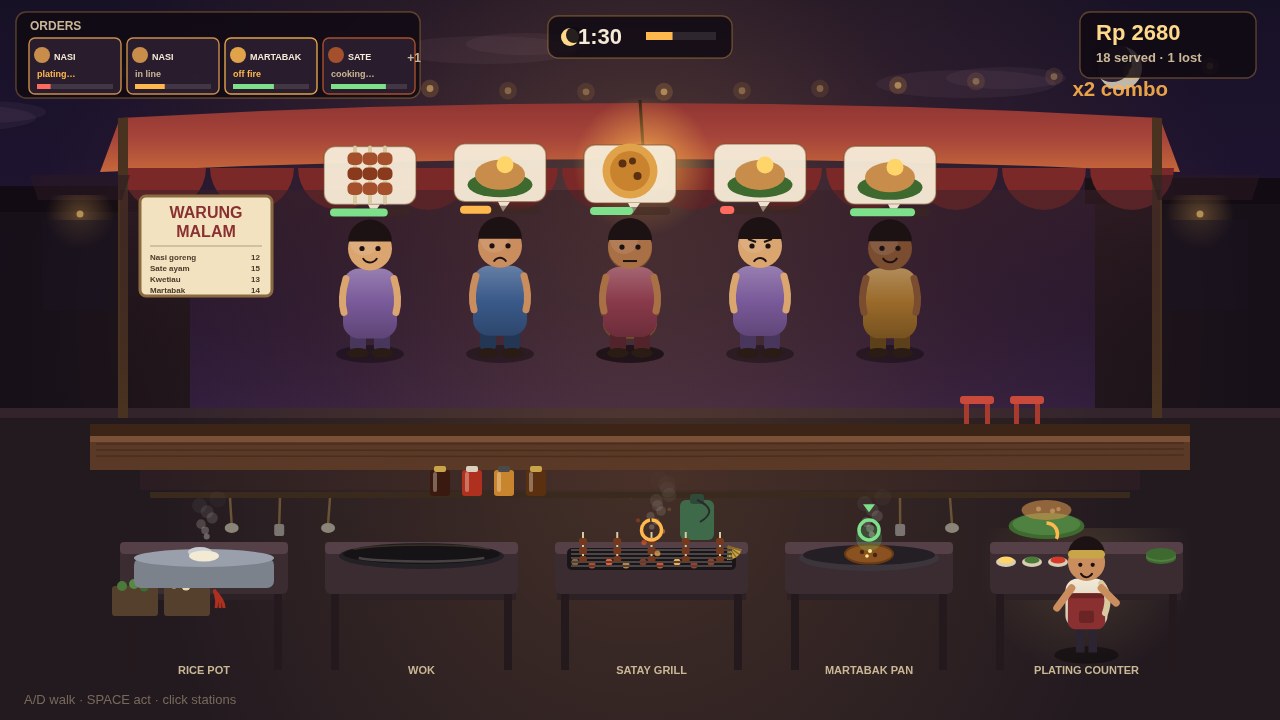 ORDERS
NASI
plating...
NASI
in line
MARTABAK
off fire
SATE
cooking...
+1
1:30
Rp 2680
18 served · 1 lost
x2 combo
WARUNG
MALAM
Nasi goreng 12
Sate ayam 15
Kwetiau 13
Martabak 14
RICE POT
WOK
SATAY GRILL
MARTABAK PAN
PLATING COUNTER
A/D walk · SPACE act · click stations